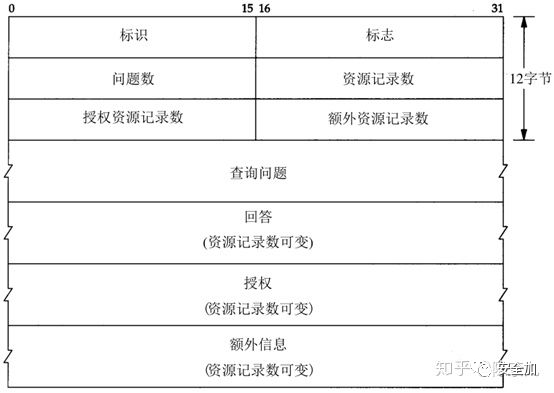 0 15 16 31
标识 标志
问题数 资源记录数
12字节
授权资源记录数 额外资源记录数
查询问题
回答
(资源记录数可变)
授权
(资源记录数可变)
额外信息
(资源记录数可变)
知乎 安全加